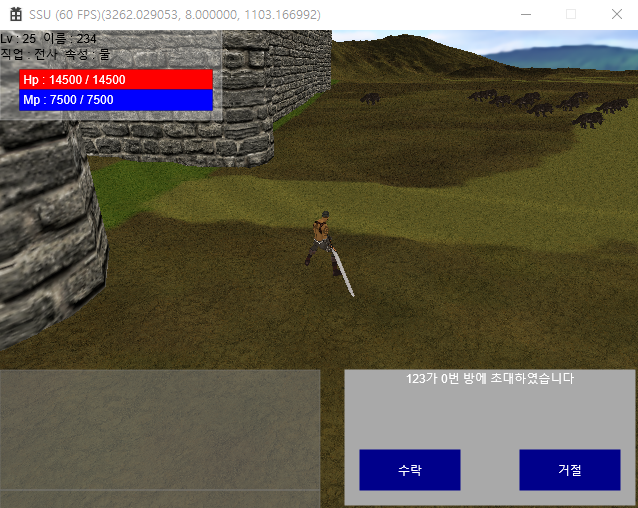 SSU (60 FPS)(3262.029053, 8.000000, 1103.166992)
Lv : 25 이름 : 234
직업 : 전사 속성 : 물
Hp : 14500 / 14500
Mp : 7500 / 7500
123가 0번 방에 초대하였습니다
수락 거절